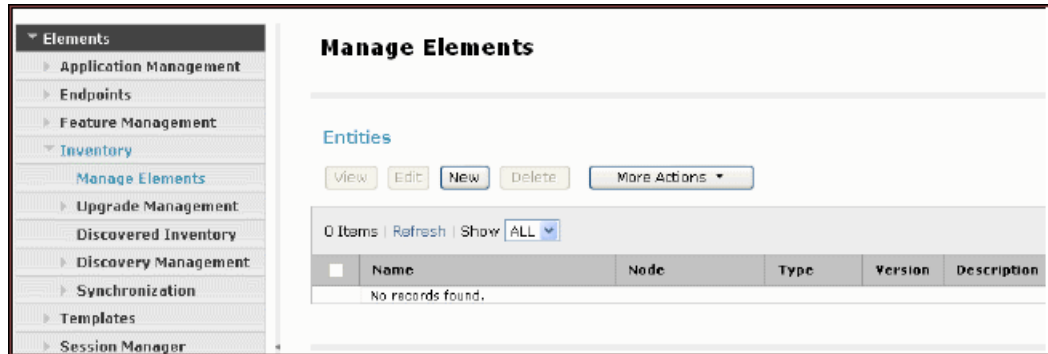 Elements
Application Management
Endpoints
Feature Management
Inventory
Manage Elements
Upgrade Management
Discovered Inventory
Discovery Management
Synchronization
Templates
Session Manager
Manage Elements
Entities
View Edit New Delete More Actions
0 Items | Refresh | Show ALL
Name Node Type Version Description
No records found.